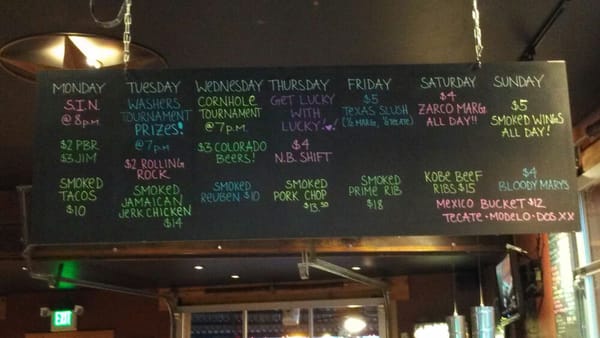 MONDAY
S.I.N.
@ 8p.m.
$2 PBR
$3 JIM
SMOKED
TACOS
$10
TUESDAY
WASHERS
TOURNAMENT
PRIZES!
@ 7p.m
$2 ROLLING
ROCK
SMOKED
JAMAICAN
JERK CHICKEN
$14
WEDNESDAY
CORNHOLE
TOURNAMENT
@ 7p.m.
$3 COLORADO
BEERS!
SMOKED
REUBEN $10
THURSDAY
GET LUCKY
WITH
LUCKY!
$4
N.B. SHIFT
SMOKED
PORK CHOP
$13.50
FRIDAY
$5
TEXAS SLUSH
(½ MARG, ½ TECATE)
SMOKED
PRIME RIB
$18
SATURDAY
$4
ZARCO MARG.
ALL DAY!!
KOBE BEEF
RIBS $15
SUNDAY
$5
SMOKED WINGS
ALL DAY!
$4
BLOODY MARYS
MEXICO BUCKET $12
TECATE · MODELO · DOS XX
EXIT